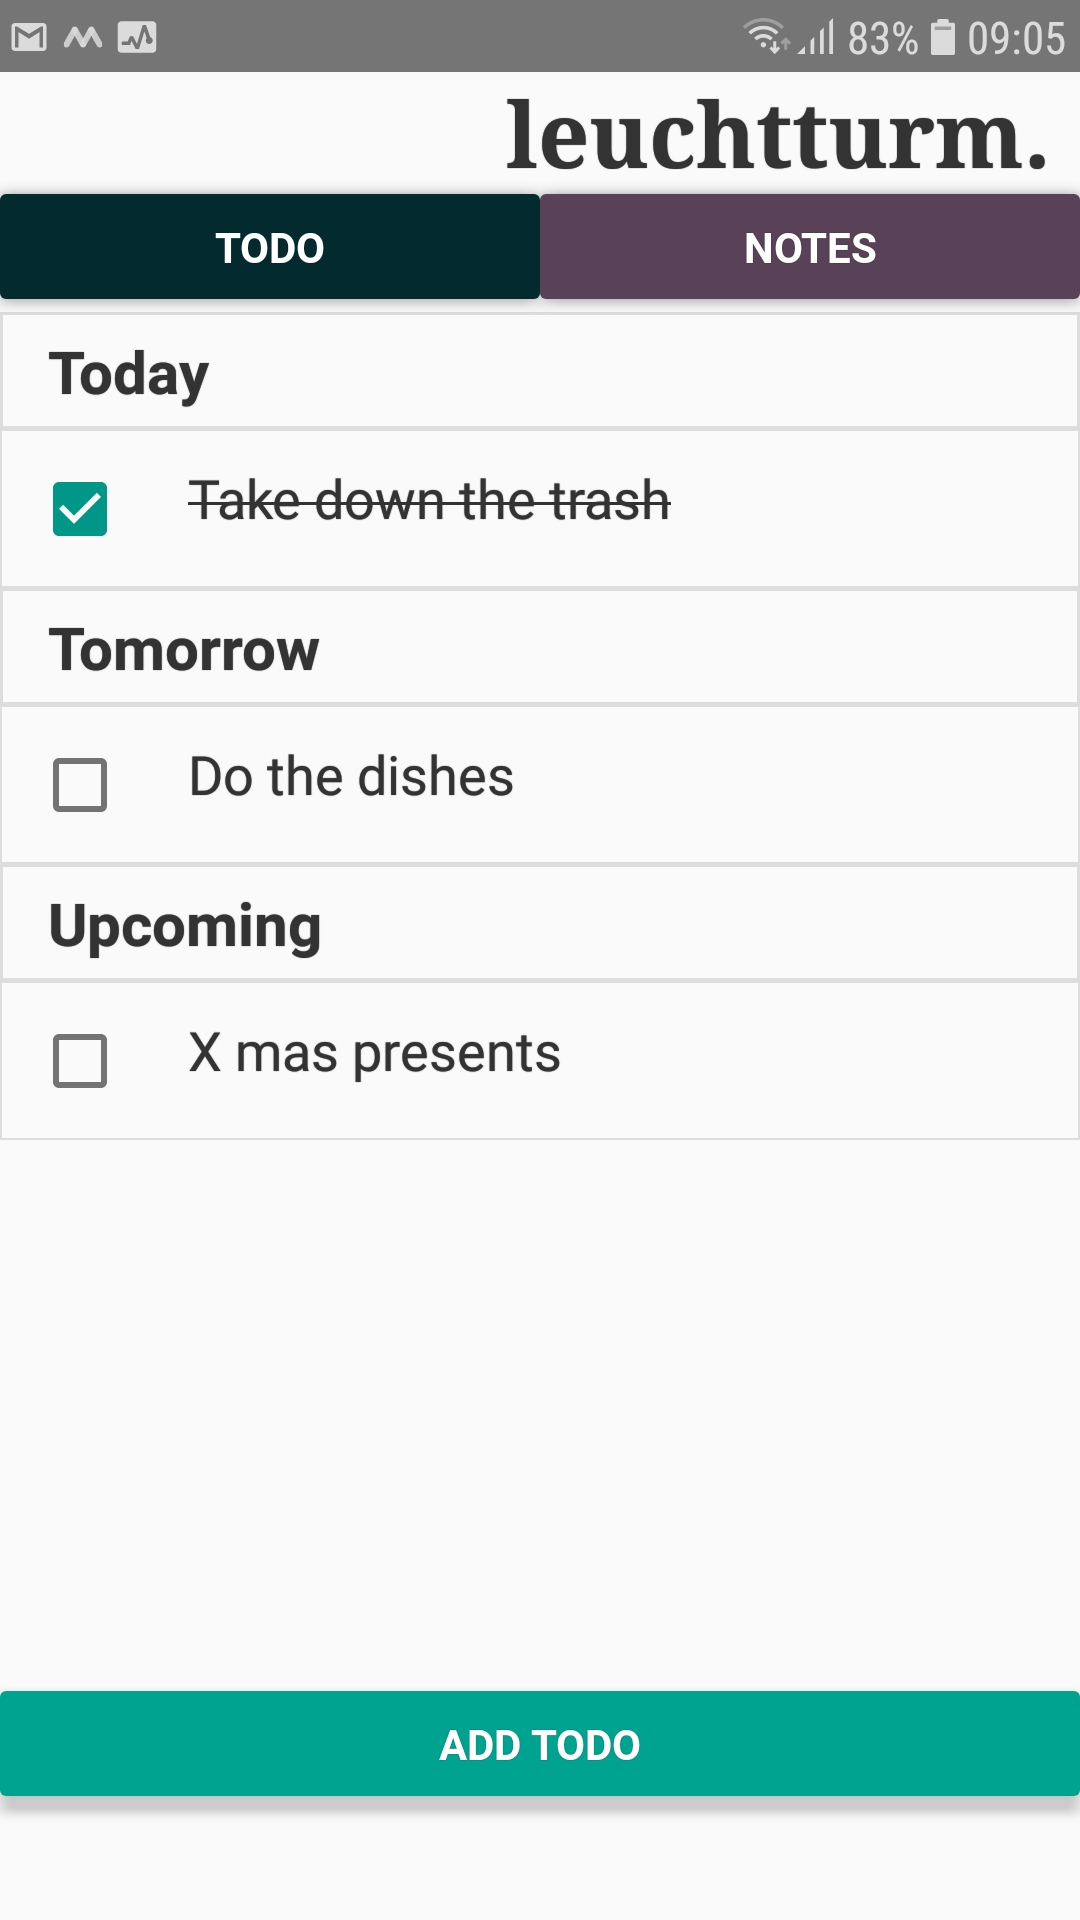 83% 09:05
leuchtturm.
TODO NOTES
Today
Take down the trash
Tomorrow
Do the dishes
Upcoming
X mas presents
ADD TODO